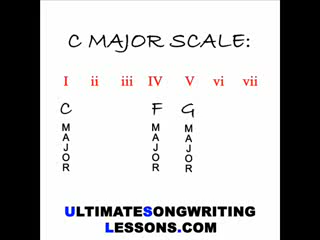 C MAJOR SCALE:
I ii iii IV V vi vii
C F G
MAJOR MAJOR MAJOR
ULTIMATESONGWRITING
LESSONS.COM